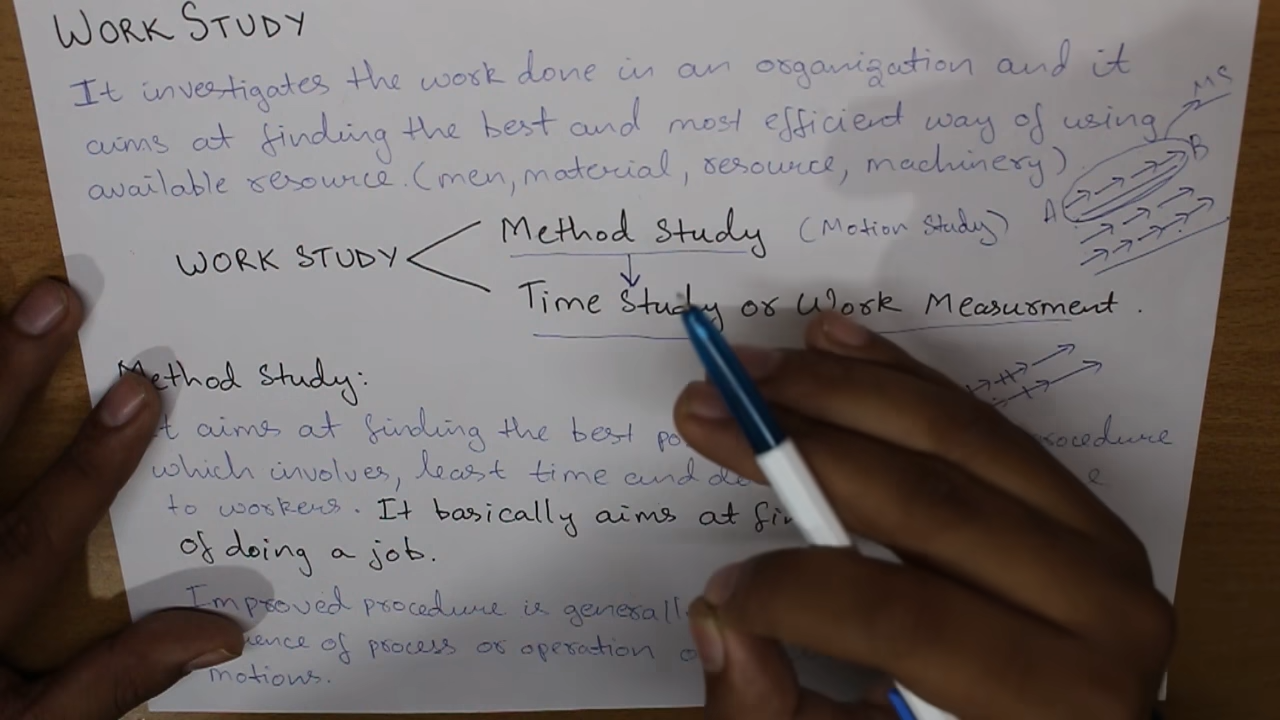 WORK STUDY
It investigates the work done in an organization and it
aims at finding the best and most efficient way of using
available resource. (men, material, resource, machinery)
MS
A
B
WORK STUDY
Method Study (Motion Study)
Time Study or Work Measurment.
Method Study:
aims at finding the best
which involves, least time and
to workers. It basically aims at
of doing a job.
Improved procedure is
of process or operation
motions.